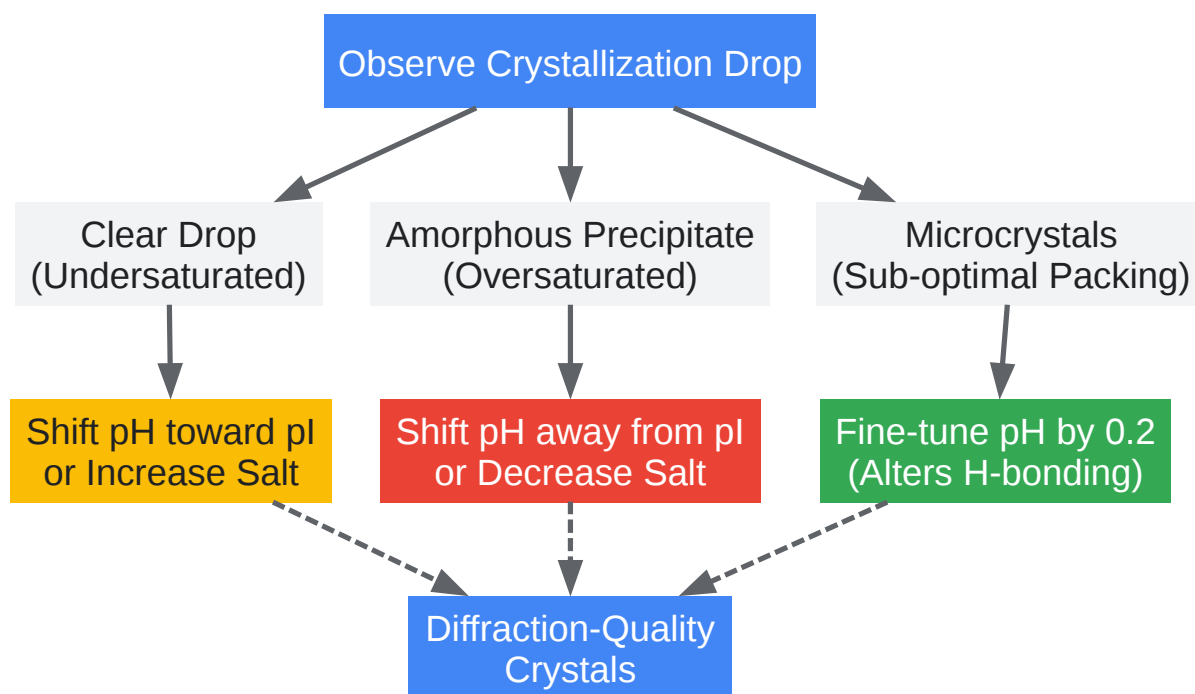 Observe Crystallization Drop
Clear Drop
(Undersaturated)
Amorphous Precipitate
(Oversaturated)
Microcrystals
(Sub-optimal Packing)
Shift pH toward pI
or Increase Salt
Shift pH away from pI
or Decrease Salt
Fine-tune pH by 0.2
(Alters H-bonding)
Diffraction-Quality
Crystals